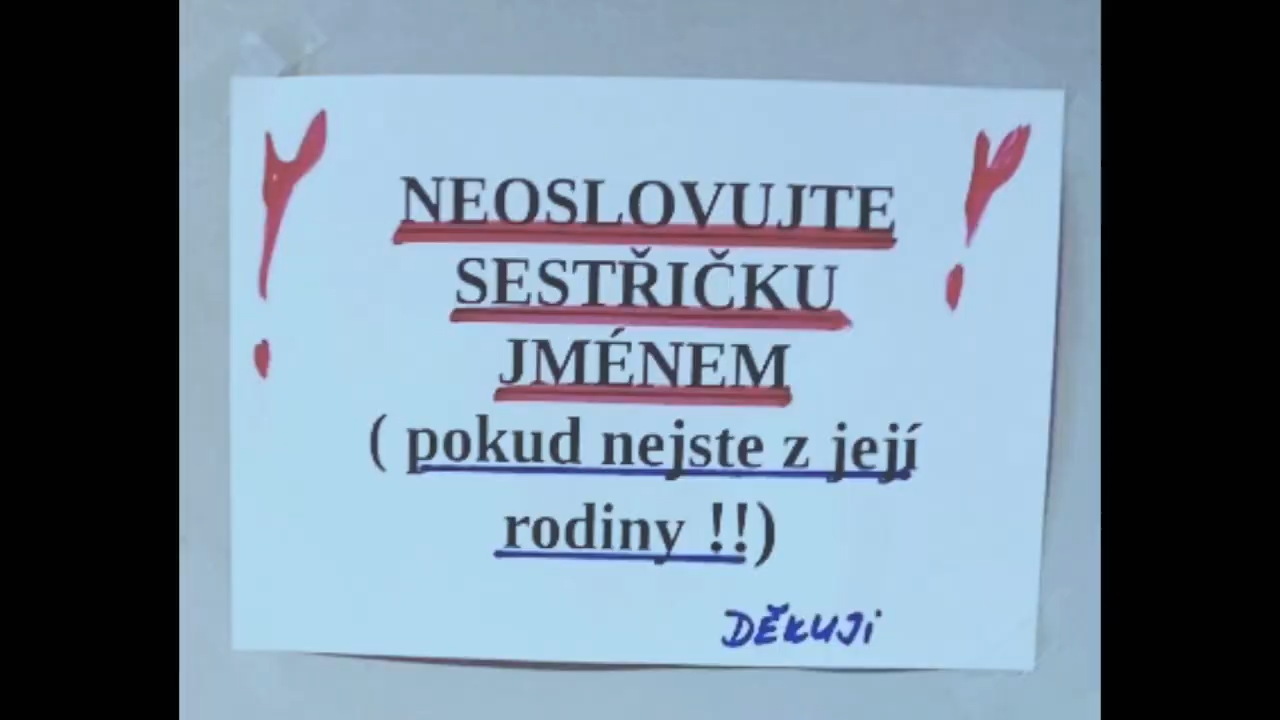 NEOSLOVUJTE
SESTŘIČKU
JMÉNEM
( pokud nejste z její
rodiny !!)
DĚKUJI